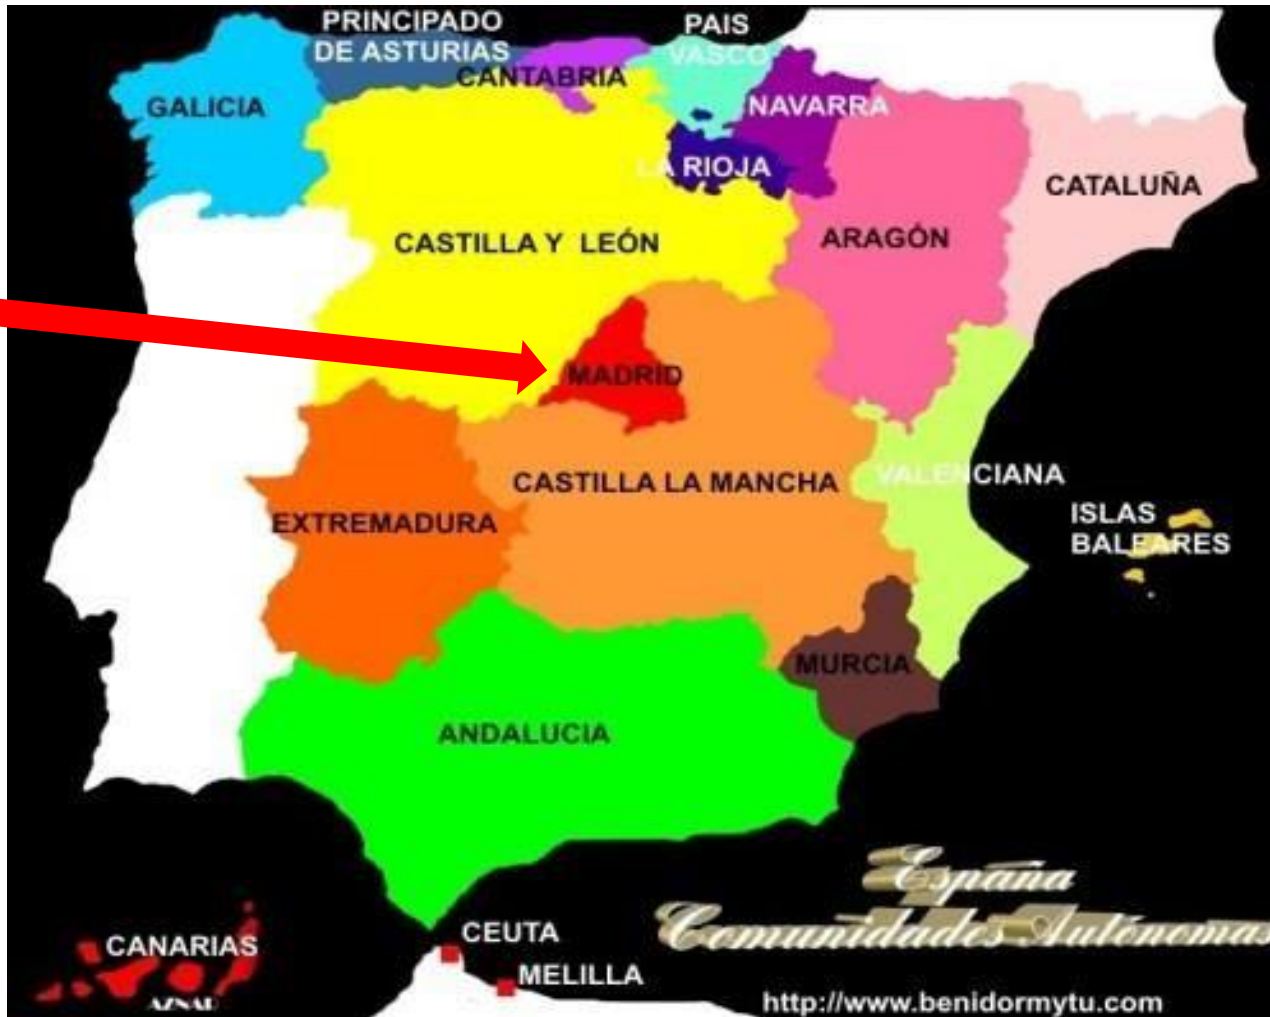 PRINCIPADO
DE ASTURIAS
PAIS
VASCO
CANTABRIA
GALICIA
NAVARRA
LA RIOJA
CATALUÑA
CASTILLA Y LEÓN
ARAGÓN
MADRID
CASTILLA LA MANCHA
VALENCIANA
EXTREMADURA
ISLAS
BALEARES
MURCIA
ANDALUCIA
España
Comunidades Autónomas
CEUTA
CANARIAS
MELILLA
AZNAR
http://www.benidormytu.com